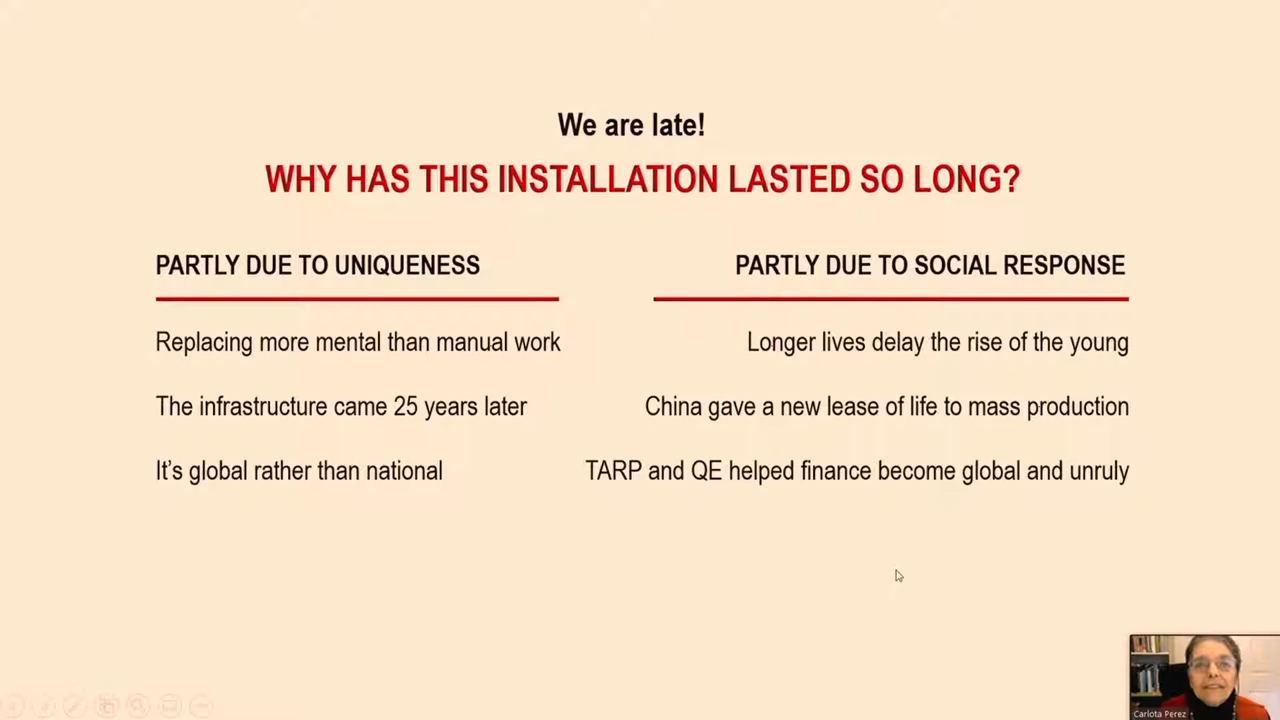 We are late!
WHY HAS THIS INSTALLATION LASTED SO LONG?
PARTLY DUE TO UNIQUENESS
Replacing more mental than manual work
The infrastructure came 25 years later
It's global rather than national
PARTLY DUE TO SOCIAL RESPONSE
Longer lives delay the rise of the young
China gave a new lease of life to mass production
TARP and QE helped finance become global and unruly
Carlota Perez